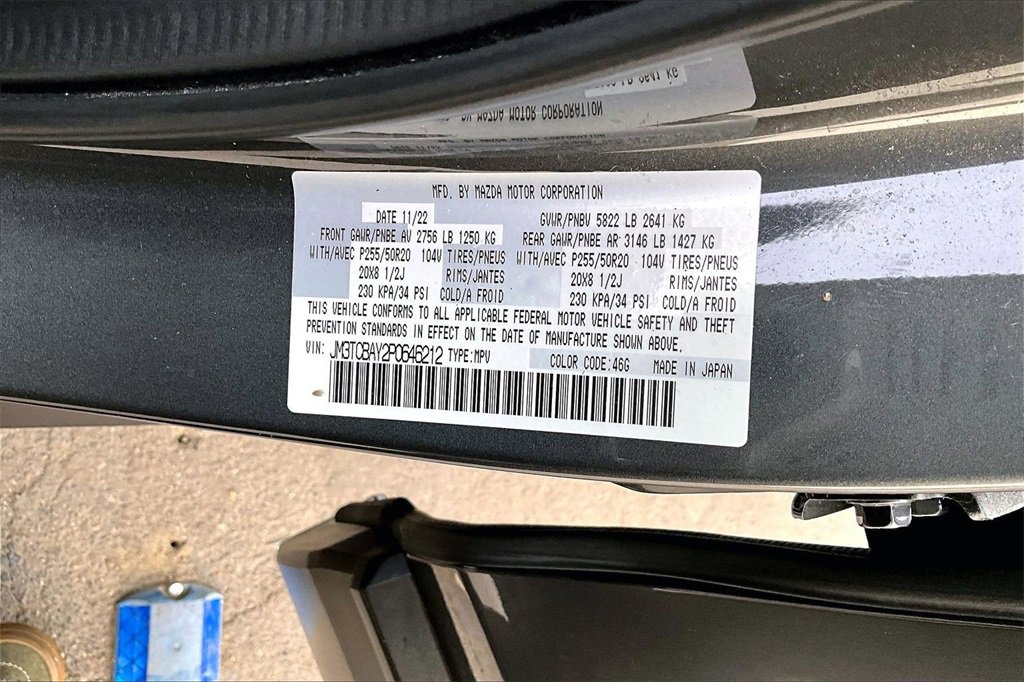 MFD. BY MAZDA MOTOR CORPORATION
DATE 11/22 GVWR/PNBV 5822 LB 2641 KG
FRONT GAWR/PNBE AV 2756 LB 1250 KG REAR GAWR/PNBE AR 3146 LB 1427 KG
WITH/AVEC P255/50R20 104V TIRES/PNEUS WITH/AVEC P255/50R20 104V TIRES/PNEUS
20X8 1/2J RIMS/JANTES 20X8 1/2J RIMS/JANTES
230 KPA/34 PSI COLD/A FROID 230 KPA/34 PSI COLD/A FROID
THIS VEHICLE CONFORMS TO ALL APPLICABLE FEDERAL MOTOR VEHICLE SAFETY AND THEFT
PREVENTION STANDARDS IN EFFECT ON THE DATE OF MANUFACTURE SHOWN ABOVE.
VIN: JM3TCBAY2P0646212 TYPE:MPV COLOR CODE:46G MADE IN JAPAN